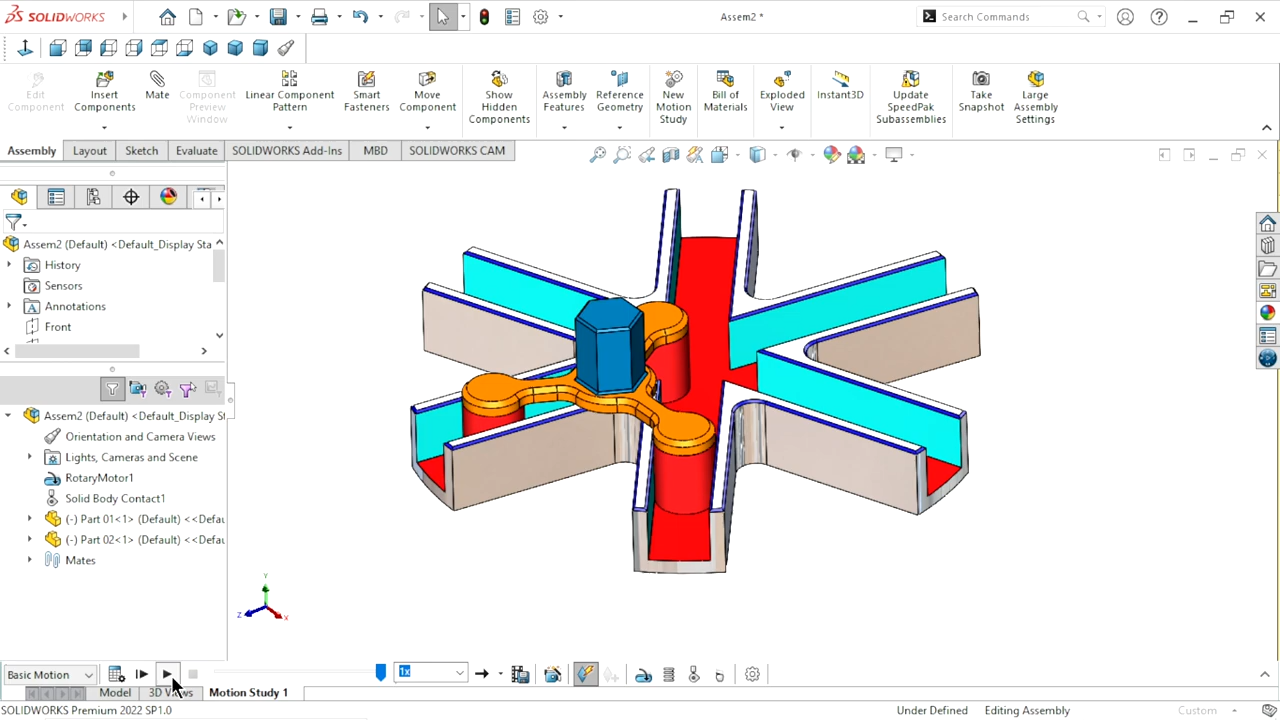 SOLIDWORKS
Assem2 *
Search Commands
Edit Component
Insert Components
Mate
Component Preview Window
Linear Component Pattern
Smart Fasteners
Move Component
Show Hidden Components
Assembly Features
Reference Geometry
New Motion Study
Bill of Materials
Exploded View
Instant3D
Update SpeedPak Subassemblies
Take Snapshot
Large Assembly Settings
Assembly
Layout
Sketch
Evaluate
SOLIDWORKS Add-Ins
MBD
SOLIDWORKS CAM
Assem2 (Default) <Default_Display Sta
History
Sensors
Annotations
Front
Assem2 (Default) <Default_Display St
Orientation and Camera Views
Lights, Cameras and Scene
RotaryMotor1
Solid Body Contact1
(-) Part 01<1> (Default) <<Defau
(-) Part 02<1> (Default) <<Defau
Mates
Y
Z
X
Basic Motion
1x
Model
3D Views
Motion Study 1
SOLIDWORKS Premium 2022 SP1.0
Under Defined
Editing Assembly
Custom